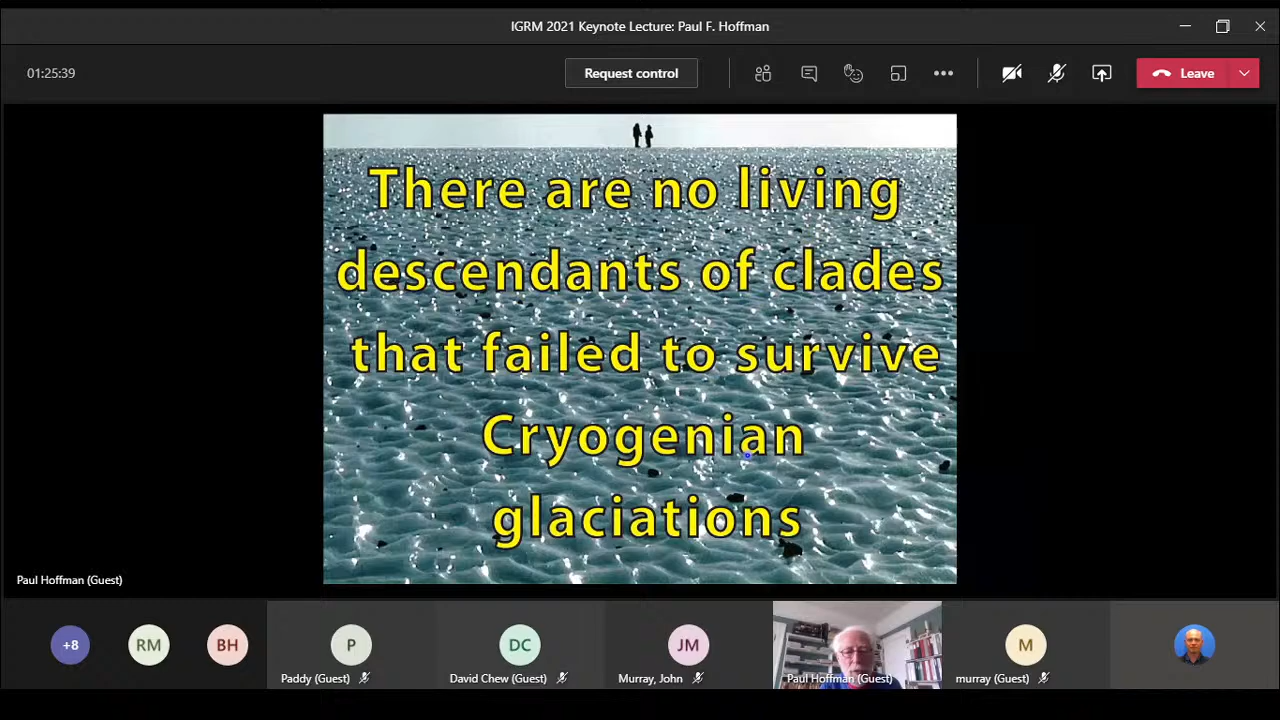 IGRM 2021 Keynote Lecture: Paul F. Hoffman
01:25:39
Request control
Leave
There are no living
descendants of clades
that failed to survive
Cryogenian
glaciations
Paul Hoffman (Guest)
+8
RM
BH
P
DC
JM
M
Paddy (Guest)
David Chew (Guest)
Murray, John
Paul Hoffman (Guest)
murray (Guest)